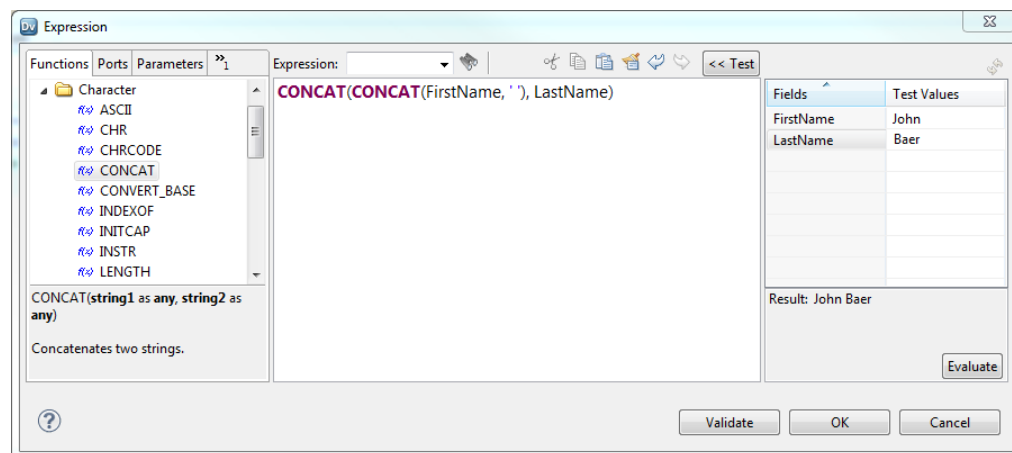 Dv Expression
Functions Ports Parameters »1
Expression:
<< Test
Character
f(x) ASCII
f(x) CHR
f(x) CHRCODE
f(x) CONCAT
f(x) CONVERT_BASE
f(x) INDEXOF
f(x) INITCAP
f(x) INSTR
f(x) LENGTH
CONCAT(string1 as any, string2 as
any)
Concatenates two strings.
CONCAT(CONCAT(FirstName, ' '), LastName)
Fields Test Values
FirstName John
LastName Baer
Result: John Baer
Evaluate
?
Validate OK Cancel